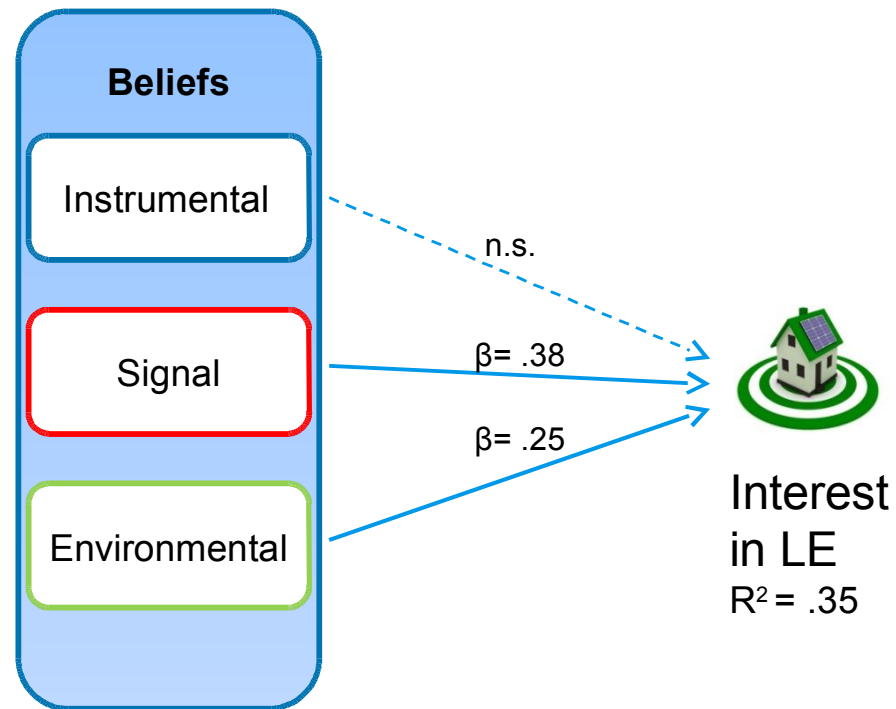 Beliefs
Instrumental
n.s.
Signal
β= .38
β= .25
Environmental
Interest
in LE
R² = .35